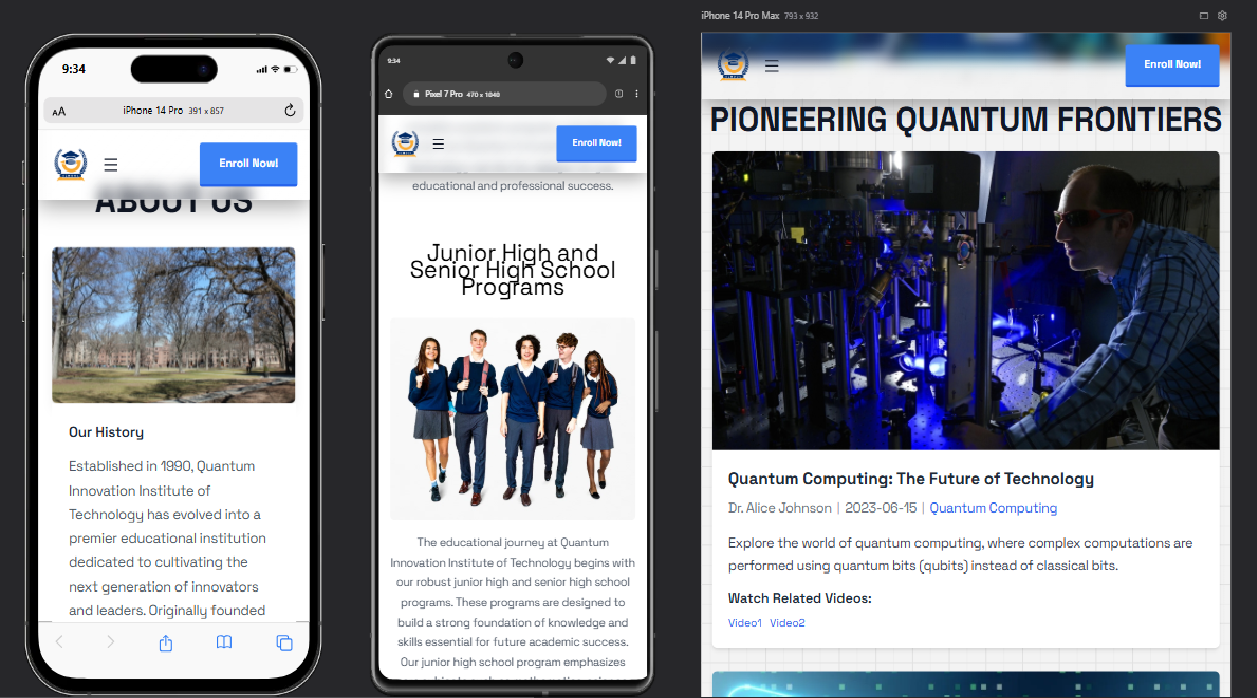 9:34
AA
iPhone 14 Pro 391 x 857
Enroll Now!
ABOUT US
Our History
Established in 1990, Quantum
Innovation Institute of
Technology has evolved into a
premier educational institution
dedicated to cultivating the
next generation of innovators
and leaders. Originally founded
9:34
Pixel 7 Pro 470 x 1648
Enroll Now!
educational and professional success.
Junior High and
Senior High School
Programs
The educational journey at Quantum
Innovation Institute of Technology begins with
our robust junior high and senior high school
programs. These programs are designed to
build a strong foundation of knowledge and
skills essential for future academic success.
Our junior high school program emphasizes
iPhone 14 Pro Max 793 x 932
Enroll Now!
PIONEERING QUANTUM FRONTIERS
Quantum Computing: The Future of Technology
Dr. Alice Johnson | 2023-06-15 | Quantum Computing
Explore the world of quantum computing, where complex computations are
performed using quantum bits (qubits) instead of classical bits.
Watch Related Videos:
Video1 Video2